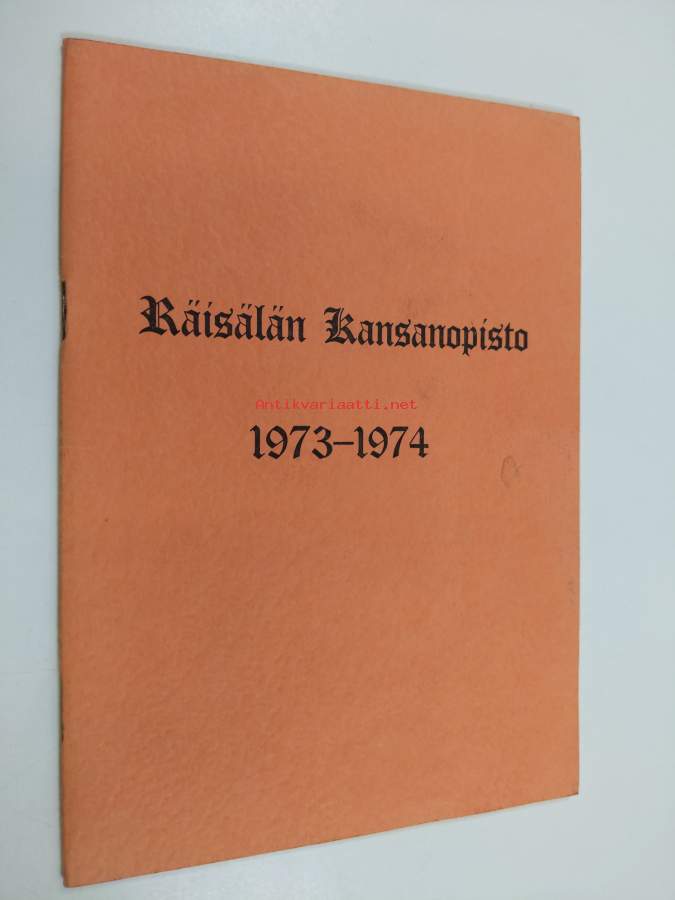 Räisälän Kansanopisto
Antikvariaatti.net
1973–1974